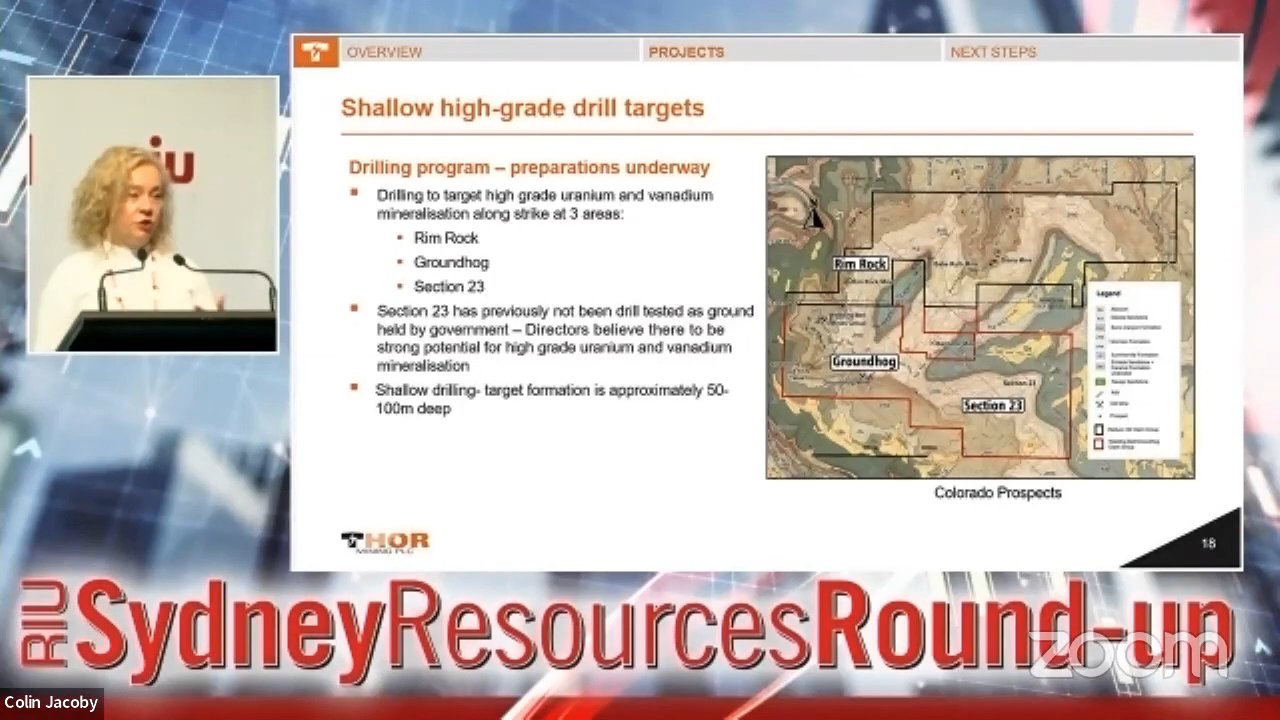 OVERVIEW
PROJECTS
NEXT STEPS
Shallow high-grade drill targets
Drilling program – preparations underway
Drilling to target high grade uranium and vanadium
mineralisation along strike at 3 areas:
Rim Rock
Groundhog
Section 23
Section 23 has previously not been drill tested as ground
held by government – Directors believe there to be
strong potential for high grade uranium and vanadium
mineralisation
Shallow drilling- target formation is approximately 50-
100m deep
Rim Rock
Groundhog
Section 23
Section 23
Legend
Colorado Prospects
THOR
MINING PLC
18
iu
RIU SydneyResourcesRound-up
zoom
Colin Jacoby